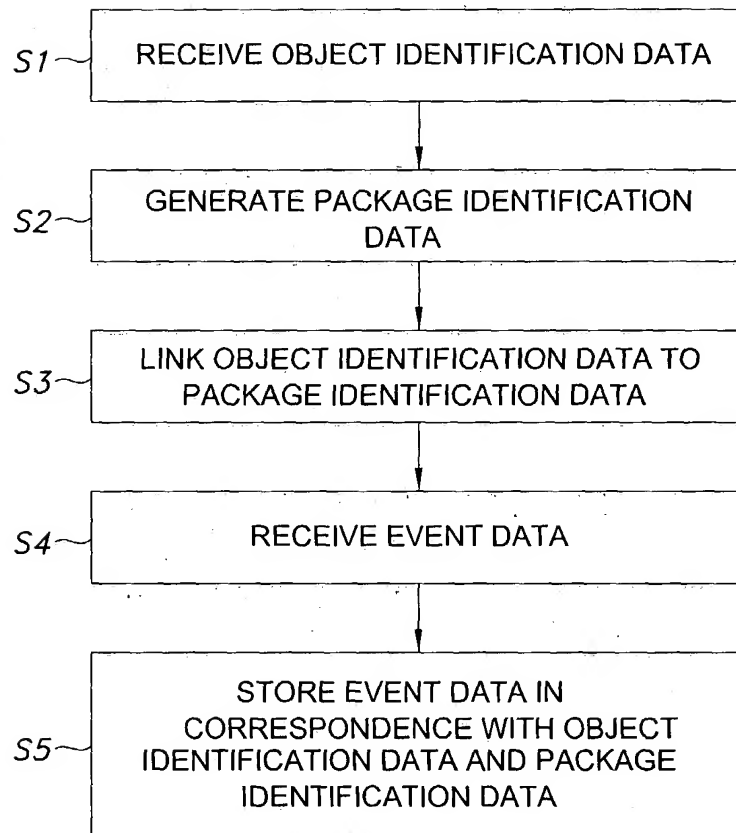 S1 RECEIVE OBJECT IDENTIFICATION DATA
GENERATE PACKAGE IDENTIFICATION
S2 DATA
LINK OBJECT IDENTIFICATION DATA TO
S3 PACKAGE IDENTIFICATION DATA
S4 RECEIVE EVENT DATA
STORE EVENT DATA IN
CORRESPONDENCE WITH OBJECT
S5 IDENTIFICATION DATA AND PACKAGE
IDENTIFICATION DATA